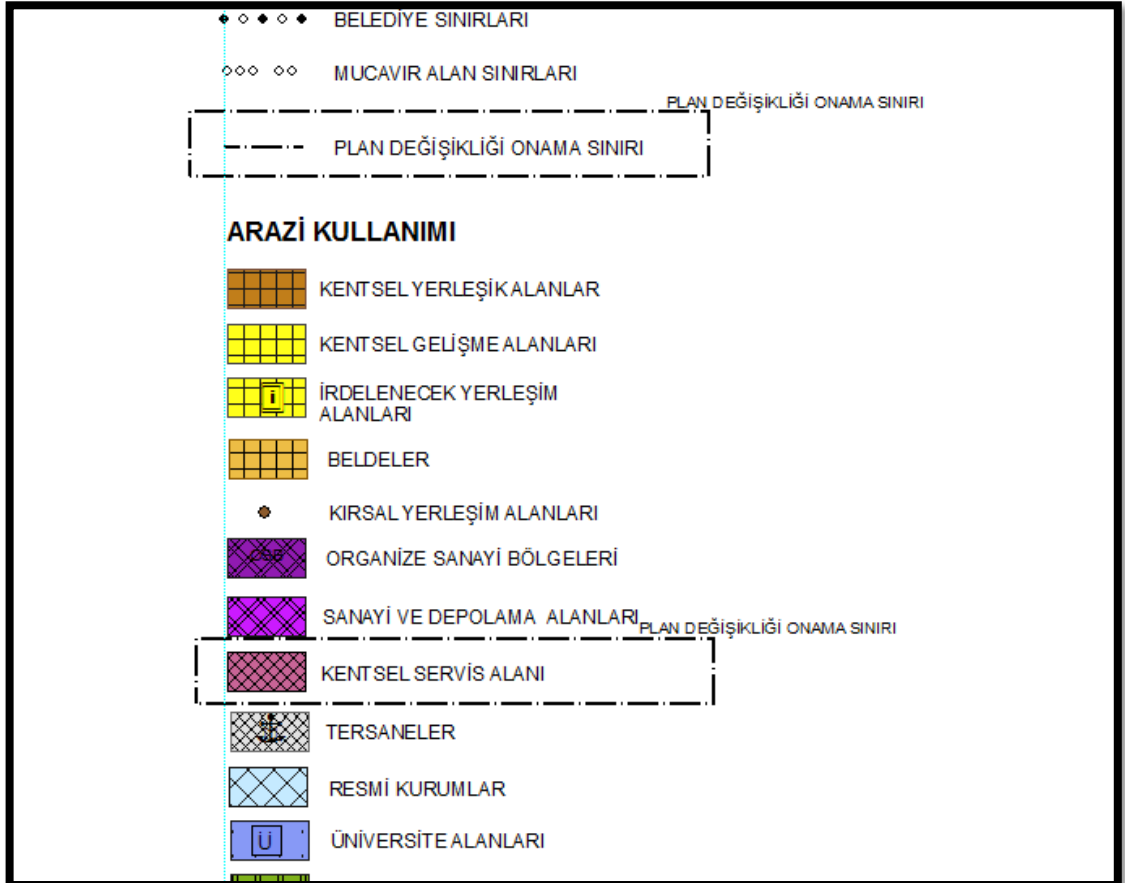 BELEDİYE SINIRLARI
MUCAVIR ALAN SINIRLARI
PLAN DEĞİŞİKLİĞİ ONAMA SINIRI
PLAN DEĞİŞİKLİĞİ ONAMA SINIRI
ARAZİ KULLANIMI
KENTSEL YERLEŞİK ALANLAR
KENTSEL GELİŞME ALANLARI
i
İRDELENECEK YERLEŞİM
ALANLARI
BELDELER
KIRSAL YERLEŞİM ALANLARI
OSB
ORGANİZE SANAYİ BÖLGELERİ
SANAYİ VE DEPOLAMA ALANLARI
PLAN DEĞİŞİKLİĞİ ONAMA SINIRI
KENTSEL SERVİS ALANI
TERSANELER
RESMİ KURUMLAR
Ü
ÜNİVERSİTE ALANLARI